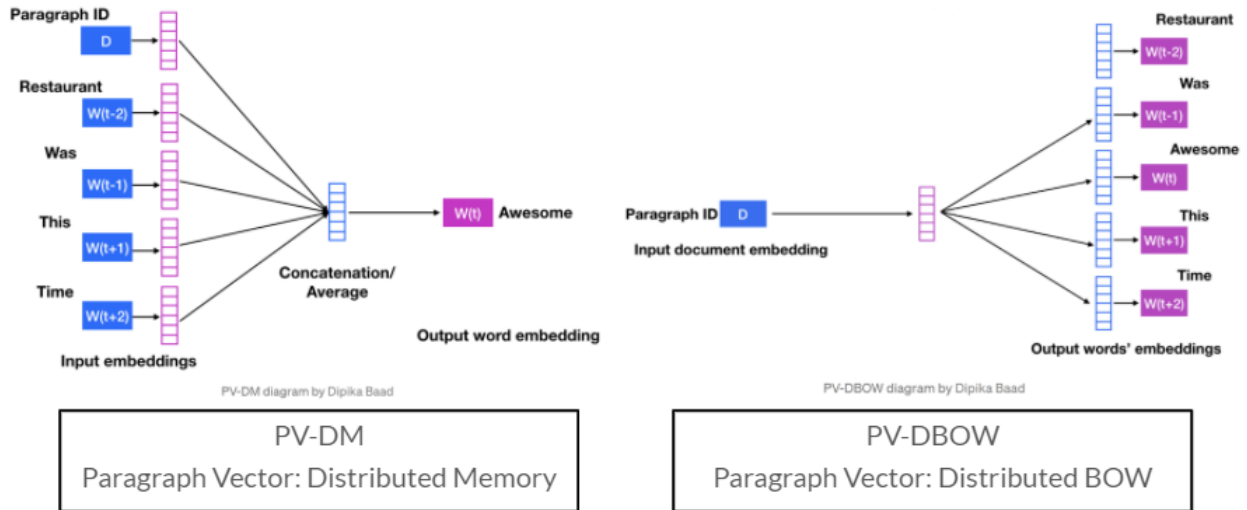 Paragraph ID
D
Restaurant
W(t-2)
Was
W(t-1)
This
W(t+1)
Time
W(t+2)
Input embeddings
Concatenation/
Average
W(t)
Awesome
Output word embedding
PV-DM diagram by Dipika Baad
PV-DM
Paragraph Vector: Distributed Memory
Paragraph ID
D
Input document embedding
Restaurant
W(t-2)
Was
W(t-1)
Awesome
W(t)
This
W(t+1)
Time
W(t+2)
Output words' embeddings
PV-DBOW diagram by Dipika Baad
PV-DBOW
Paragraph Vector: Distributed BOW